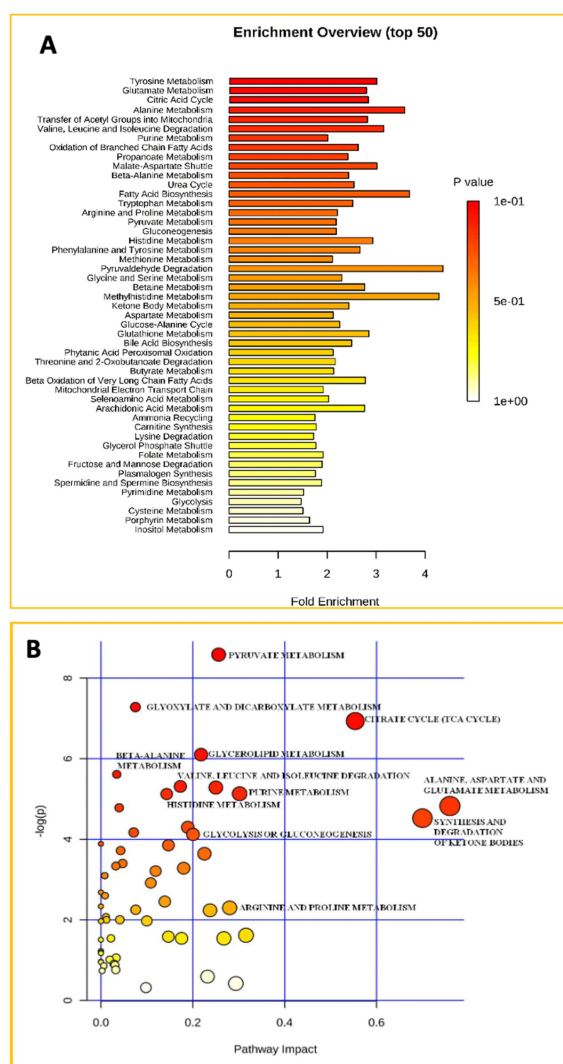 A
Enrichment Overview (top 50)
Tyrosine Metabolism
Glutamate Metabolism
Citric Acid Cycle
Alanine Metabolism
Transfer of Acetyl Groups into Mitochondria
Valine, Leucine and Isoleucine Degradation
Purine Metabolism
Oxidation of Branched Chain Fatty Acids
Propanoate Metabolism
Malate-Aspartate Shuttle
Beta-Alanine Metabolism
Urea Cycle
Fatty Acid Biosynthesis
Tryptophan Metabolism
Arginine and Proline Metabolism
Pyruvate Metabolism
Gluconeogenesis
Histidine Metabolism
Phenylalanine and Tyrosine Metabolism
Methionine Metabolism
Pyruvaldehyde Degradation
Glycine and Serine Metabolism
Betaine Metabolism
Methylhistidine Metabolism
Ketone Body Metabolism
Aspartate Metabolism
Glucose-Alanine Cycle
Glutathione Metabolism
Bile Acid Biosynthesis
Phytanic Acid Peroxisomal Oxidation
Threonine and 2-Oxobutanoate Degradation
Butyrate Metabolism
Beta Oxidation of Very Long Chain Fatty Acids
Mitochondrial Electron Transport Chain
Selenoamino Acid Metabolism
Arachidonic Acid Metabolism
Ammonia Recycling
Carnitine Synthesis
Lysine Degradation
Glycerol Phosphate Shuttle
Folate Metabolism
Fructose and Mannose Degradation
Plasmalogen Synthesis
Spermidine and Spermine Biosynthesis
Pyrimidine Metabolism
Glycolysis
Cysteine Metabolism
Porphyrin Metabolism
Inositol Metabolism
P value
1e-01
5e-01
1e+00
0 1 2 3 4
Fold Enrichment
B
PYRUVATE METABOLISM
GLYOXYLATE AND DICARBOXYLATE METABOLISM
CITRATE CYCLE (TCA CYCLE)
GLYCEROLIPID METABOLISM
BETA-ALANINE
METABOLISM
VALINE, LEUCINE AND ISOLEUCINE DEGRADATION
PURINE METABOLISM
HISTIDINE METABOLISM
ALANINE, ASPARTATE AND
GLUTAMATE METABOLISM
SYNTHESIS AND
DEGRADATION
OF KETONE BODIES
GLYCOLYSIS OR GLUCONEOGENESIS
ARGININE AND PROLINE METABOLISM
-log(p)
8
6
4
2
0
0.0 0.2 0.4 0.6
Pathway Impact